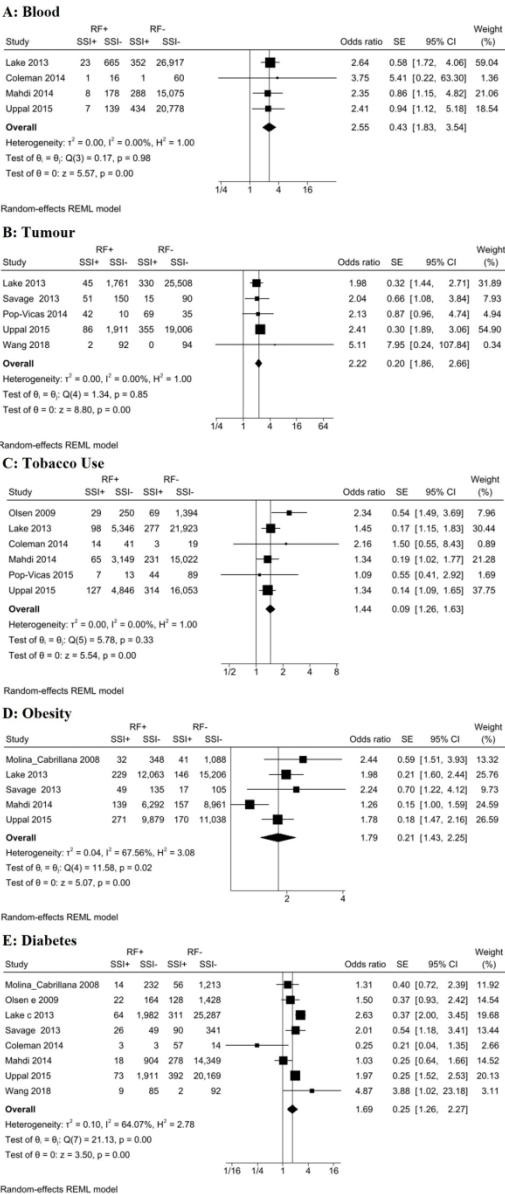 A: Blood
RF+ RF- Weight
Study SSI+ SSI- SSI+ SSI- Odds ratio SE 95% CI (%)
Lake 2013 23 665 352 26,917 2.64 0.58 [1.72, 4.06] 59.04
Coleman 2014 1 16 1 60 3.75 5.41 [0.22, 63.30] 1.36
Mahdi 2014 8 178 288 15,075 2.35 0.86 [1.15, 4.82] 21.06
Uppal 2015 7 139 434 20,778 2.41 0.94 [1.12, 5.18] 18.54
Overall 2.55 0.43 [1.83, 3.54]
Heterogeneity: τ² = 0.00, I² = 0.00%, H² = 1.00
Test of θᵢ = θⱼ: Q(3) = 0.17, p = 0.98
Test of θ = 0: z = 5.57, p = 0.00
1/4 1 4 16
Random-effects REML model
B: Tumour
RF+ RF- Weight
Study SSI+ SSI- SSI+ SSI- Odds ratio SE 95% CI (%)
Lake 2013 45 1,761 330 25,508 1.98 0.32 [1.44, 2.71] 31.89
Savage 2013 51 150 15 90 2.04 0.66 [1.08, 3.84] 7.93
Pop-Vicas 2014 42 10 69 35 2.13 0.87 [0.96, 4.74] 4.94
Uppal 2015 86 1,911 355 19,006 2.41 0.30 [1.89, 3.06] 54.90
Wang 2018 2 92 0 94 5.11 7.95 [0.24, 107.84] 0.34
Overall 2.22 0.20 [1.86, 2.66]
Heterogeneity: τ² = 0.00, I² = 0.00%, H² = 1.00
Test of θᵢ = θⱼ: Q(4) = 1.34, p = 0.85
Test of θ = 0: z = 8.80, p = 0.00
1 4 16 64
Random-effects REML model
C: Tobacco Use
RF+ RF- Weight
Study SSI+ SSI- SSI+ SSI- Odds ratio SE 95% CI (%)
Olsen 2009 29 250 69 1,394 2.34 0.54 [1.49, 3.69] 7.96
Lake 2013 98 5,346 277 21,923 1.45 0.17 [1.15, 1.83] 30.44
Coleman 2014 14 41 3 19 2.16 1.50 [0.55, 8.43] 0.89
Mahdi 2014 65 3,149 231 15,022 1.34 0.19 [1.02, 1.77] 21.28
Pop-Vicas 2015 7 13 44 89 1.09 0.55 [0.41, 2.92] 1.69
Uppal 2015 127 4,846 314 16,053 1.34 0.14 [1.09, 1.65] 37.75
Overall 1.44 0.09 [1.26, 1.63]
Heterogeneity: τ² = 0.00, I² = 0.00%, H² = 1.00
Test of θᵢ = θⱼ: Q(5) = 5.78, p = 0.33
Test of θ = 0: z = 5.54, p = 0.00
1/2 1 2 4 8
Random-effects REML model
D: Obesity
RF+ RF- Weight
Study SSI+ SSI- SSI+ SSI- Odds ratio SE 95% CI (%)
Molina_Cabrillana 2008 32 348 41 1,088 2.44 0.59 [1.51, 3.93] 13.32
Lake 2013 229 12,063 146 15,206 1.98 0.21 [1.60, 2.44] 25.76
Savage 2013 49 135 17 105 2.24 0.70 [1.22, 4.12] 9.73
Mahdi 2014 139 6,292 157 8,961 1.26 0.15 [1.00, 1.59] 24.59
Uppal 2015 271 9,879 170 11,038 1.78 0.18 [1.47, 2.16] 26.59
Overall 1.79 0.21 [1.43, 2.25]
Heterogeneity: τ² = 0.04, I² = 67.56%, H² = 3.08
Test of θᵢ = θⱼ: Q(4) = 11.58, p = 0.02
Test of θ = 0: z = 5.07, p = 0.00
2 4
Random-effects REML model
E: Diabetes
RF+ RF- Weight
Study SSI+ SSI- SSI+ SSI- Odds ratio SE 95% CI (%)
Molina_Cabrillana 2008 14 232 56 1,213 1.31 0.40 [0.72, 2.39] 11.92
Olsen e 2009 22 164 128 1,428 1.50 0.37 [0.93, 2.42] 14.54
Lake c 2013 64 1,982 311 25,287 2.63 0.37 [2.00, 3.45] 19.68
Savage 2013 26 49 90 341 2.01 0.54 [1.18, 3.41] 13.44
Coleman 2014 3 3 57 14 0.25 0.21 [0.04, 1.35] 2.66
Mahdi 2014 18 904 278 14,349 1.03 0.25 [0.64, 1.66] 14.52
Uppal 2015 73 1,911 392 20,169 1.97 0.25 [1.52, 2.53] 20.13
Wang 2018 9 85 2 92 4.87 3.88 [1.02, 23.18] 3.11
Overall 1.69 0.25 [1.26, 2.27]
Heterogeneity: τ² = 0.10, I² = 64.07%, H² = 2.78
Test of θᵢ = θⱼ: Q(7) = 21.13, p = 0.00
Test of θ = 0: z = 3.50, p = 0.00
1/16 1/4 1 4 16
Random-effects REML model